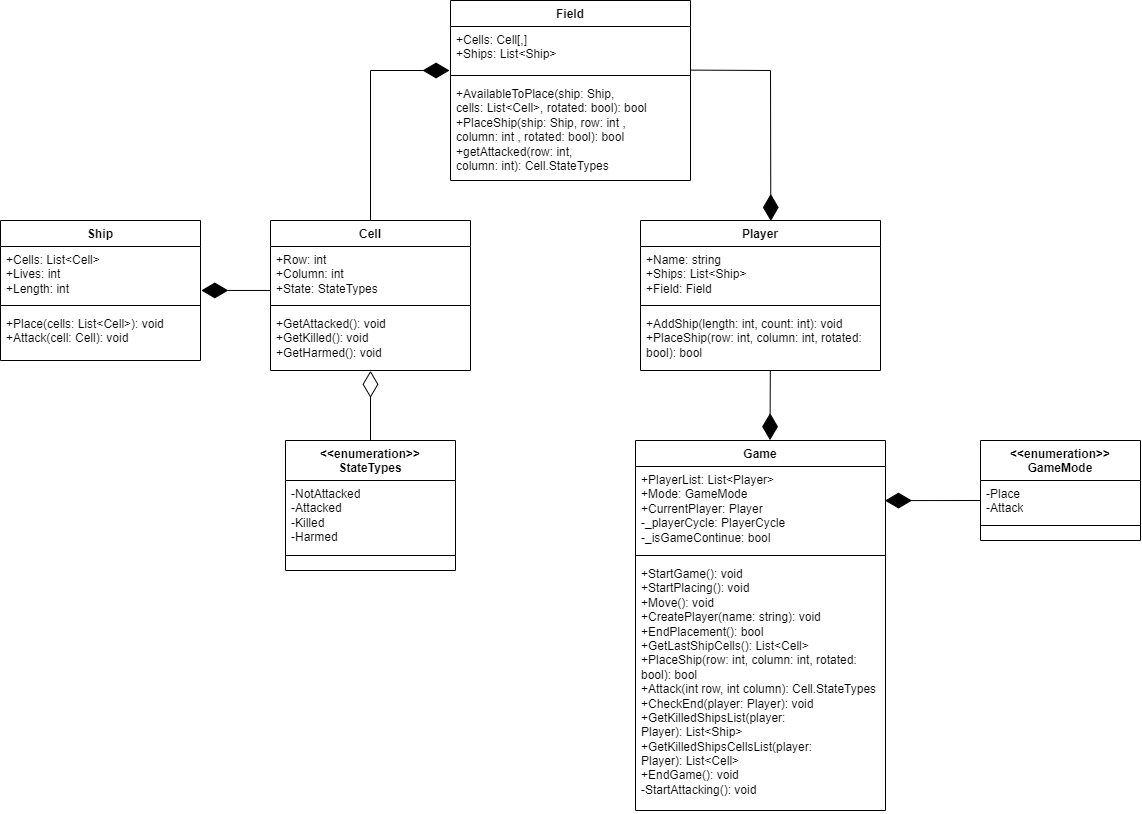 Field
+Cells: Cell[,]
+Ships: List<Ship>
+AvailableToPlace(ship: Ship,
cells: List<Cell>, rotated: bool): bool
+PlaceShip(ship: Ship, row: int ,
column: int , rotated: bool): bool
+getAttacked(row: int,
column: int): Cell.StateTypes
Ship
+Cells: List<Cell>
+Lives: int
+Length: int
+Place(cells: List<Cell>): void
+Attack(cell: Cell): void
Cell
+Row: int
+Column: int
+State: StateTypes
+GetAttacked(): void
+GetKilled(): void
+GetHarmed(): void
Player
+Name: string
+Ships: List<Ship>
+Field: Field
+AddShip(length: int, count: int): void
+PlaceShip(row: int, column: int, rotated:
bool): bool
<<enumeration>>
StateTypes
-NotAttacked
-Attacked
-Killed
-Harmed
Game
+PlayerList: List<Player>
+Mode: GameMode
+CurrentPlayer: Player
-_playerCycle: PlayerCycle
-_isGameContinue: bool
+StartGame(): void
+StartPlacing(): void
+Move(): void
+CreatePlayer(name: string): void
+EndPlacement(): bool
+GetLastShipCells(): List<Cell>
+PlaceShip(row: int, column: int, rotated:
bool): bool
+Attack(int row, int column): Cell.StateTypes
+CheckEnd(player: Player): void
+GetKilledShipsList(player:
Player): List<Ship>
+GetKilledShipsCellsList(player:
Player): List<Cell>
+EndGame(): void
-StartAttacking(): void
<<enumeration>>
GameMode
-Place
-Attack